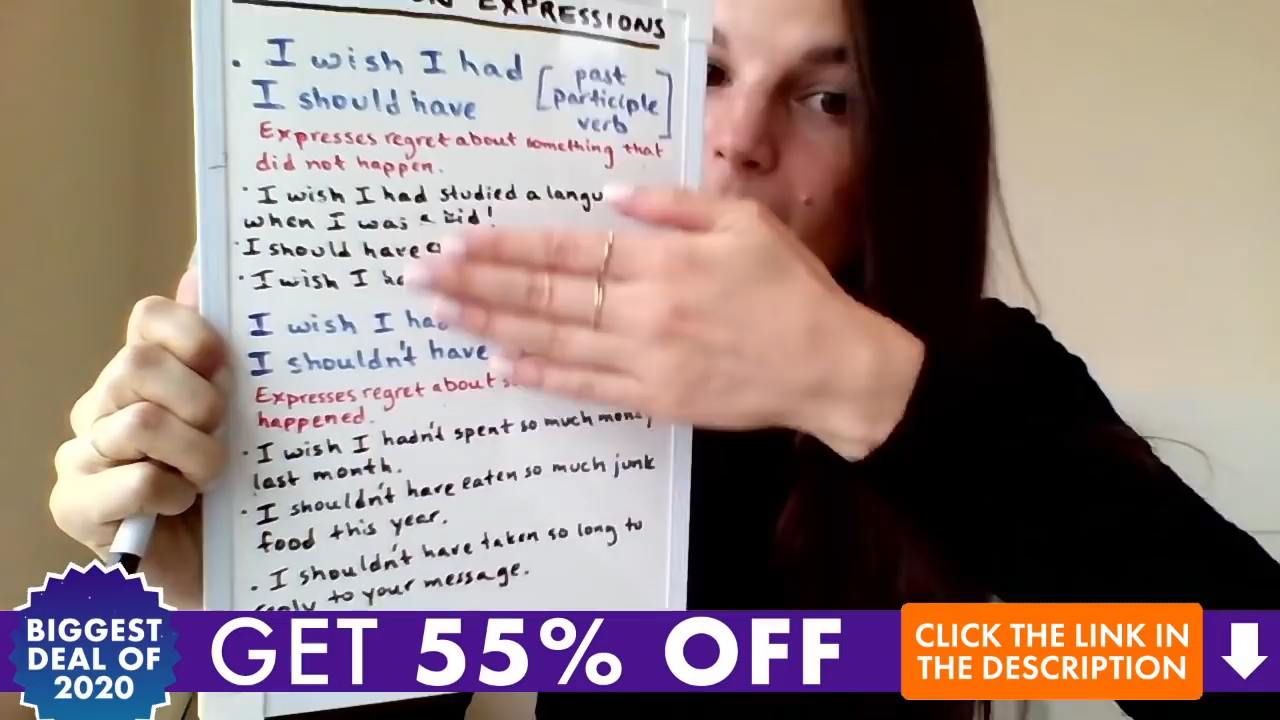 EXPRESSIONS
. I wish I had [past participle verb]
I should have
Expresses regret about something that
did not happen.
· I wish I had studied a
when I was a kid!
· I should have
· I wish I
I wish I
I shouldn't have
Expresses regret about
happened.
· I wish I hadn't spent so much money
last month.
· I shouldn't have eaten so much junk
food this year.
. I shouldn't have taken so long to
reply to your message.
BIGGEST
DEAL OF
2020
GET 55% OFF
CLICK THE LINK IN
THE DESCRIPTION